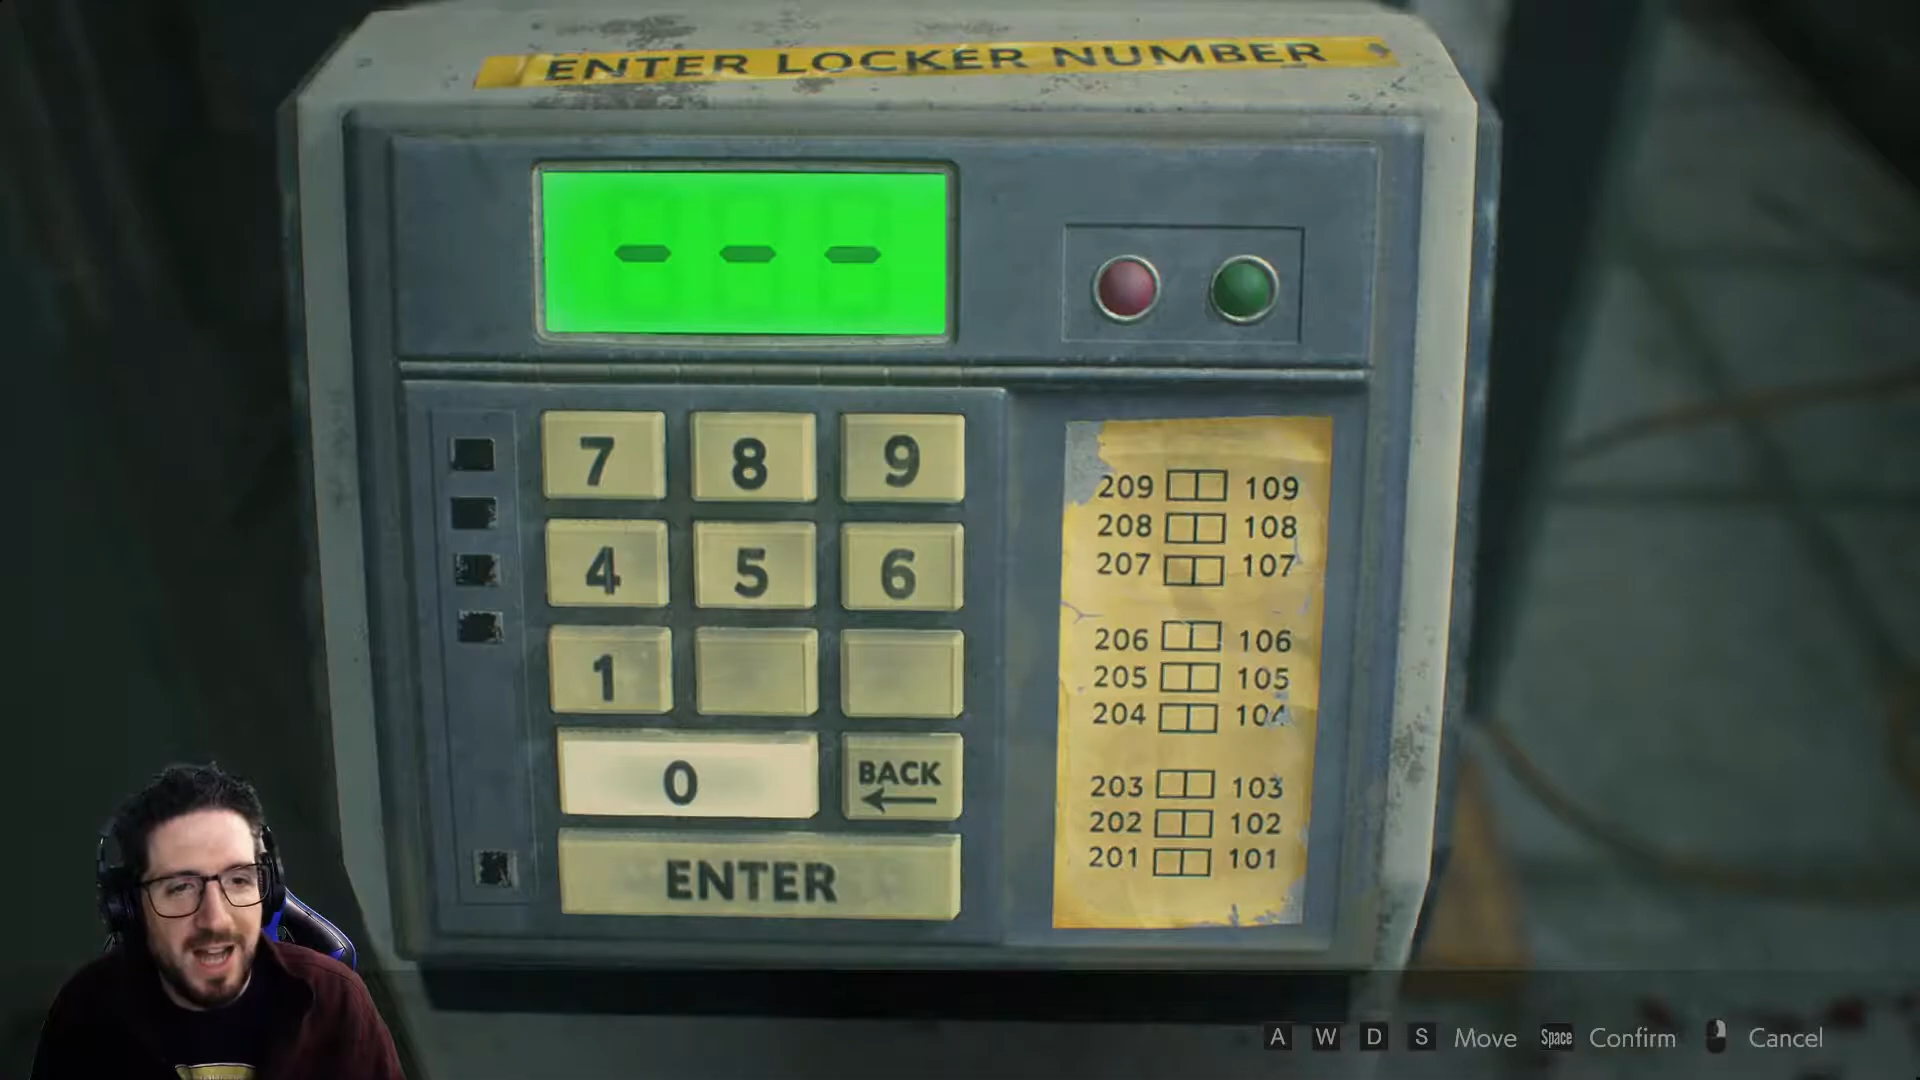 ENTER LOCKER NUMBER
- - -
7 8 9
4 5 6
1
0 BACK
ENTER
209 109
208 108
207 107
206 106
205 105
204 104
203 103
202 102
201 101
A W D S Move Space Confirm Cancel